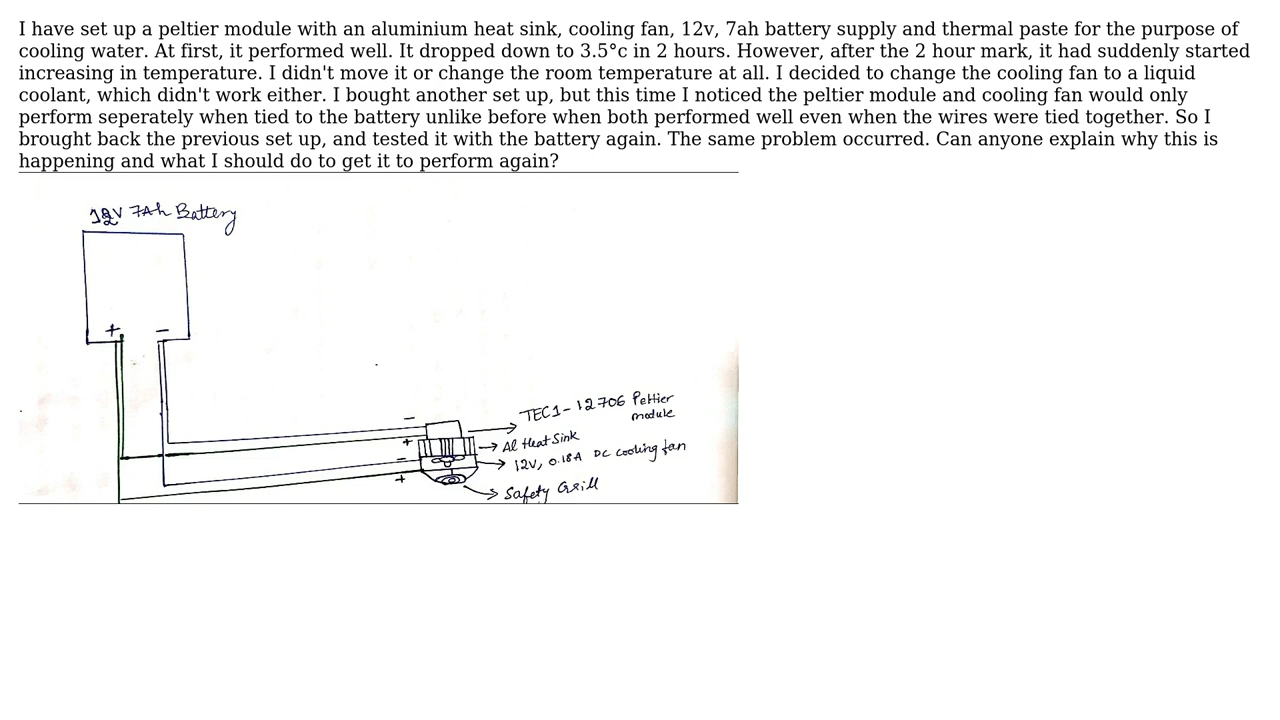 I have set up a peltier module with an aluminium heat sink, cooling fan, 12v, 7ah battery supply and thermal paste for the purpose of
cooling water. At first, it performed well. It dropped down to 3.5°c in 2 hours. However, after the 2 hour mark, it had suddenly started
increasing in temperature. I didn't move it or change the room temperature at all. I decided to change the cooling fan to a liquid
coolant, which didn't work either. I bought another set up, but this time I noticed the peltier module and cooling fan would only
perform seperately when tied to the battery unlike before when both performed well even when the wires were tied together. So I
brought back the previous set up, and tested it with the battery again. The same problem occurred. Can anyone explain why this is
happening and what I should do to get it to perform again?
12V 7Ah Battery
+ −
− TEC1-12706 Peltier
module
+ Al Heat Sink
− 12V, 0.18A DC cooling fan
+ Safety Grill